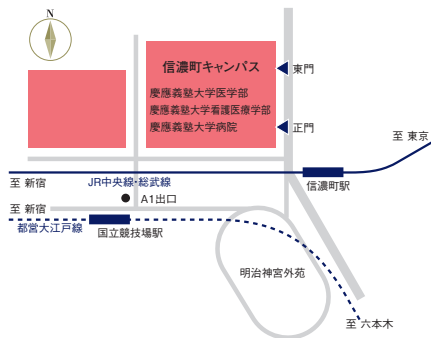 N
信濃町キャンパス
慶應義塾大学医学部
慶應義塾大学看護医療学部
慶應義塾大学病院
東門
正門
至 東京
至 新宿
JR中央線・総武線
信濃町駅
A1出口
至 新宿
都営大江戸線
国立競技場駅
明治神宮外苑
至 六本木